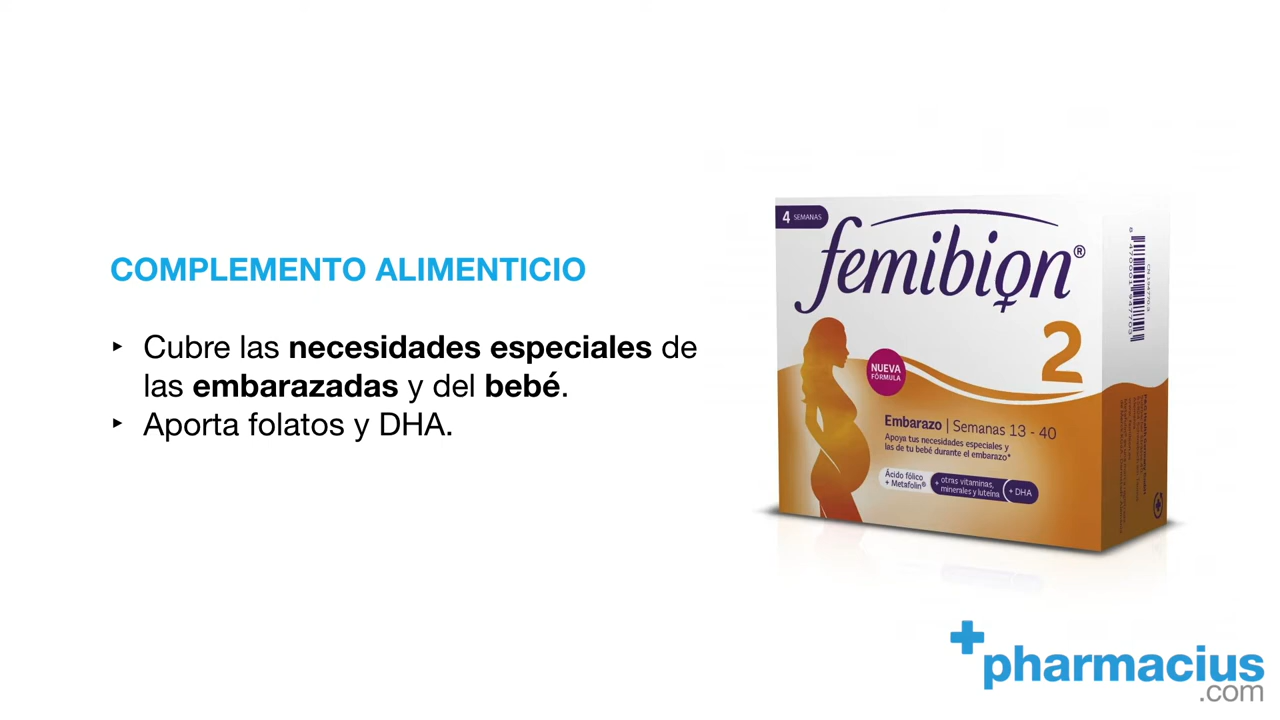 COMPLEMENTO ALIMENTICIO
‣ Cubre las necesidades especiales de
las embarazadas y del bebé.
‣ Aporta folatos y DHA.
4 SEMANAS
femibion®
2
NUEVA
FÓRMULA
Embarazo | Semanas 13 - 40
Apoya tus necesidades especiales y
las de tu bebé durante el embarazo*
Ácido fólico
+ Metafolin®
+ otras vitaminas,
minerales y luteína
+ DHA
+pharmacius
.com